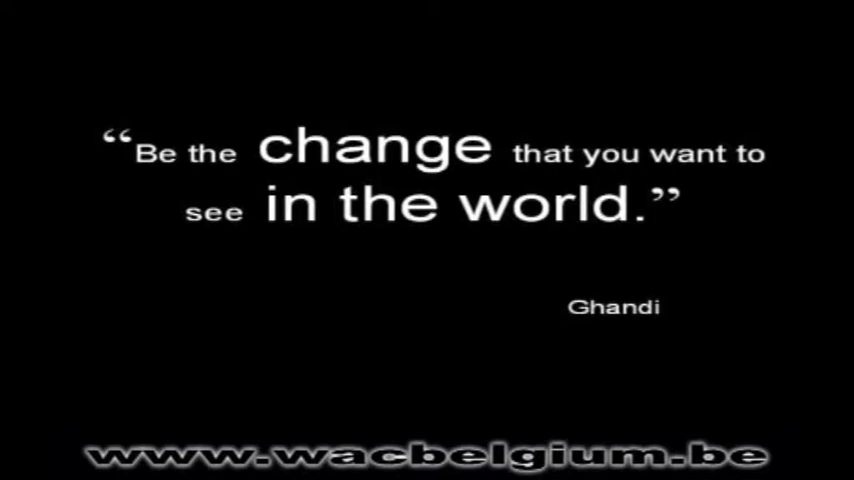 “Be the change that you want to
see in the world.”
Ghandi
www.wacbelgium.be